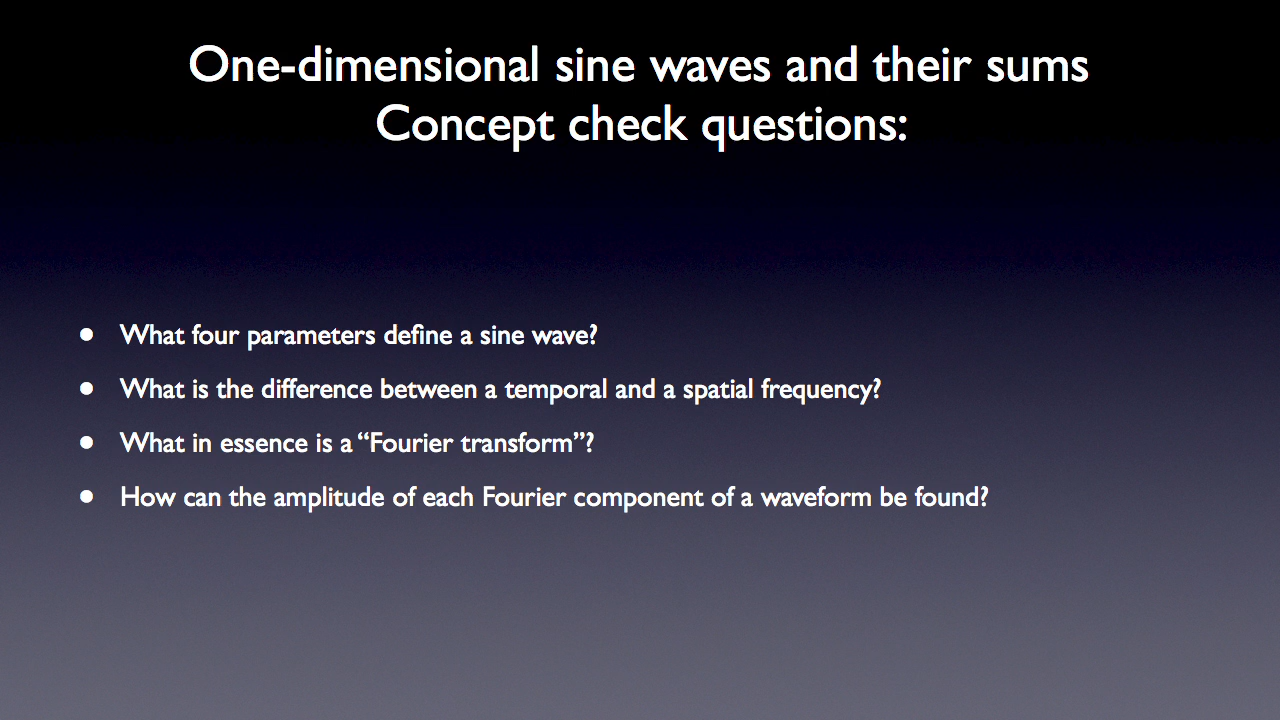 One-dimensional sine waves and their sums
Concept check questions:
• What four parameters define a sine wave?
• What is the difference between a temporal and a spatial frequency?
• What in essence is a “Fourier transform”?
• How can the amplitude of each Fourier component of a waveform be found?